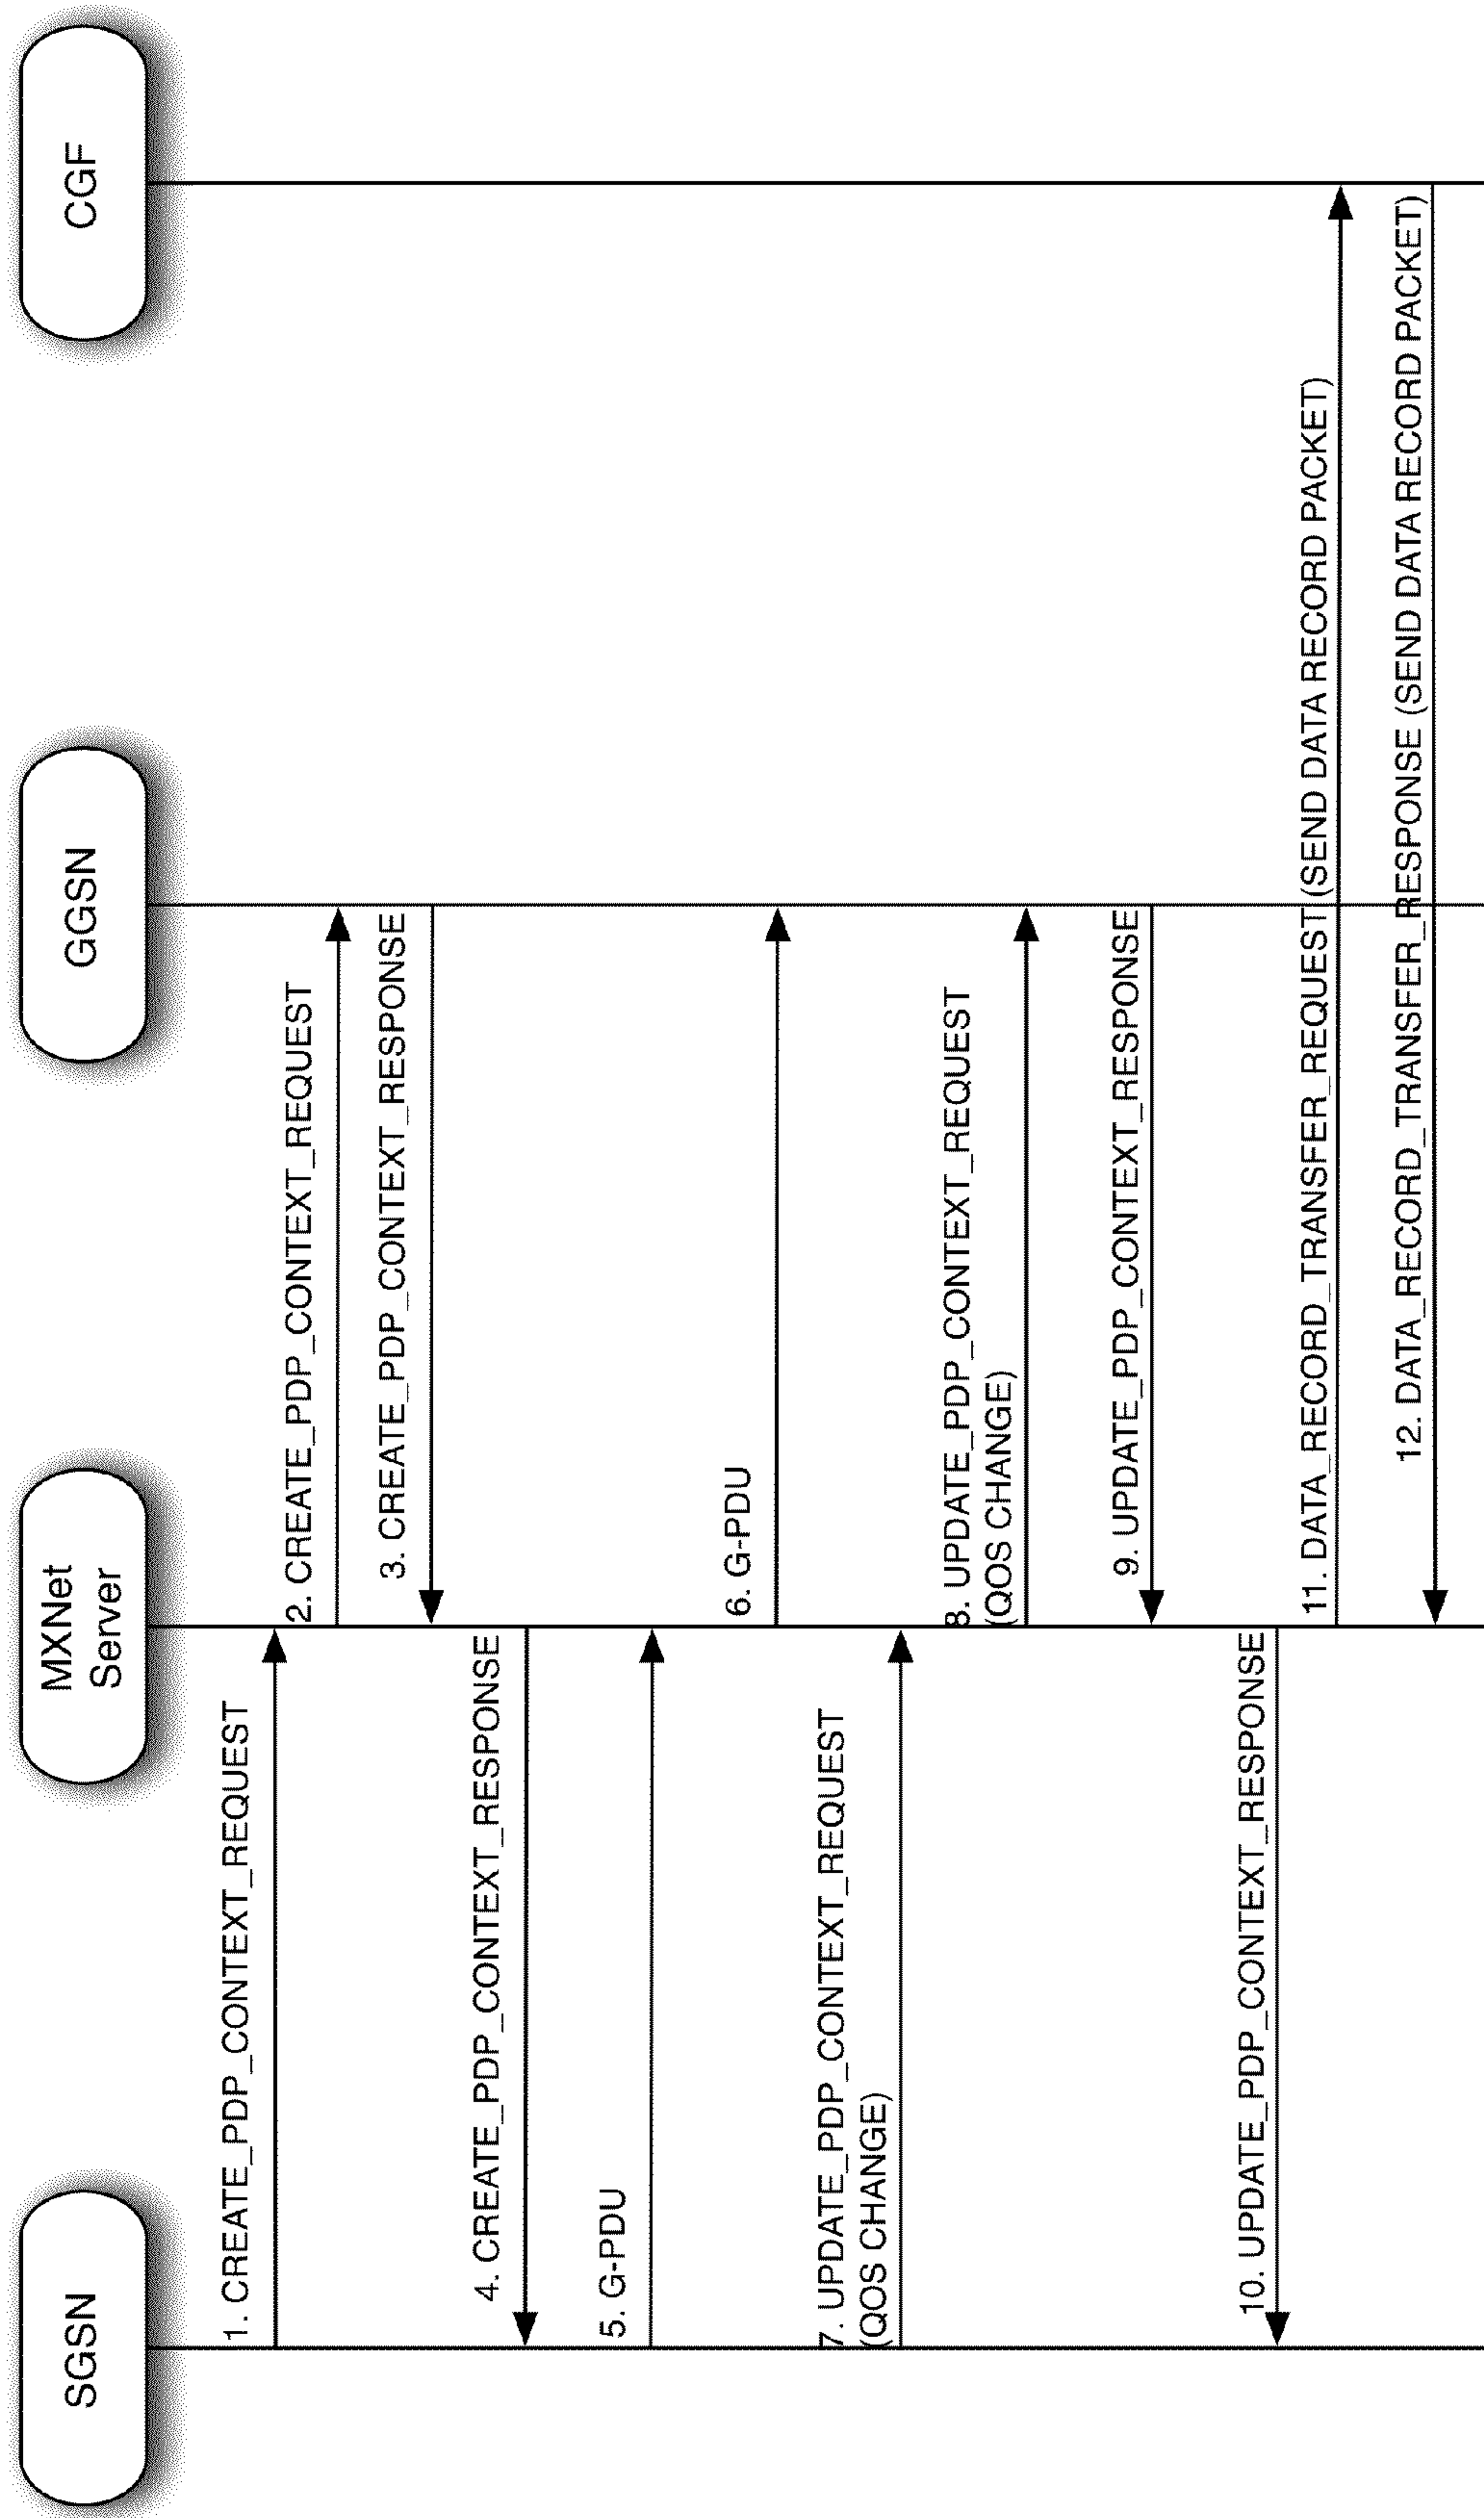 SGSN
MXNet
Server
GGSN
CGF
1. CREATE_PDP_CONTEXT_REQUEST
2. CREATE_PDP_CONTEXT_REQUEST
3. CREATE_PDP_CONTEXT_RESPONSE
4. CREATE_PDP_CONTEXT_RESPONSE
5. G-PDU
6. G-PDU
7. UPDATE_PDP_CONTEXT_REQUEST
(QOS CHANGE)
8. UPDATE_PDP_CONTEXT_REQUEST
(QOS CHANGE)
9. UPDATE_PDP_CONTEXT_RESPONSE
10. UPDATE_PDP_CONTEXT_RESPONSE
11. DATA_RECORD_TRANSFER_REQUEST (SEND DATA RECORD PACKET)
12. DATA_RECORD_TRANSFER_RESPONSE (SEND DATA RECORD PACKET)